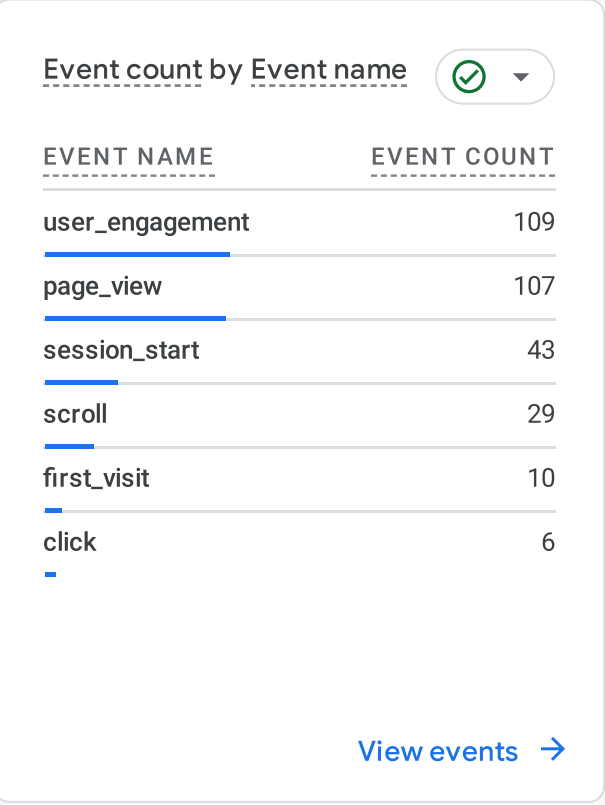 Event count by Event name
EVENT NAME EVENT COUNT
user_engagement 109
page_view 107
session_start 43
scroll 29
first_visit 10
click 6
View events